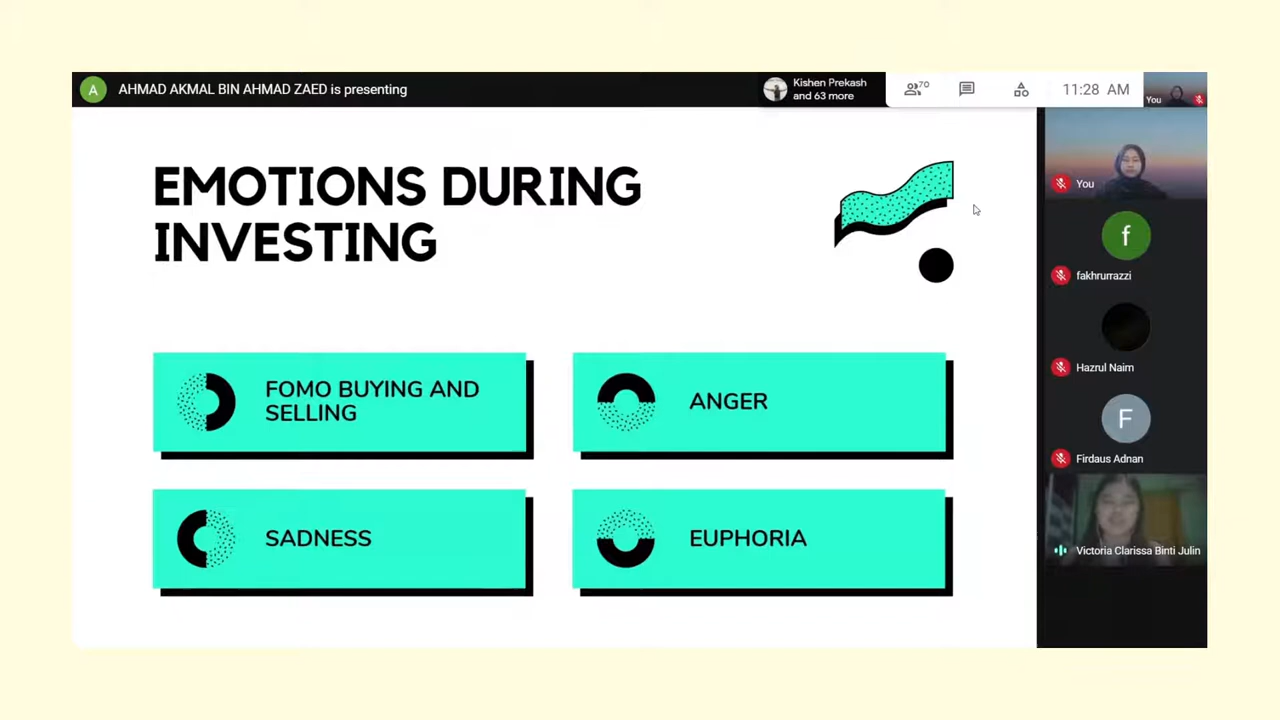 A
AHMAD AKMAL BIN AHMAD ZAED is presenting
Kishen Prekash
and 63 more
70
11:28 AM
You
EMOTIONS DURING
INVESTING
FOMO BUYING AND
SELLING
ANGER
SADNESS
EUPHORIA
You
f
fakhrurrazzi
Hazrul Naim
F
Firdaus Adnan
Victoria Clarissa Binti Julin